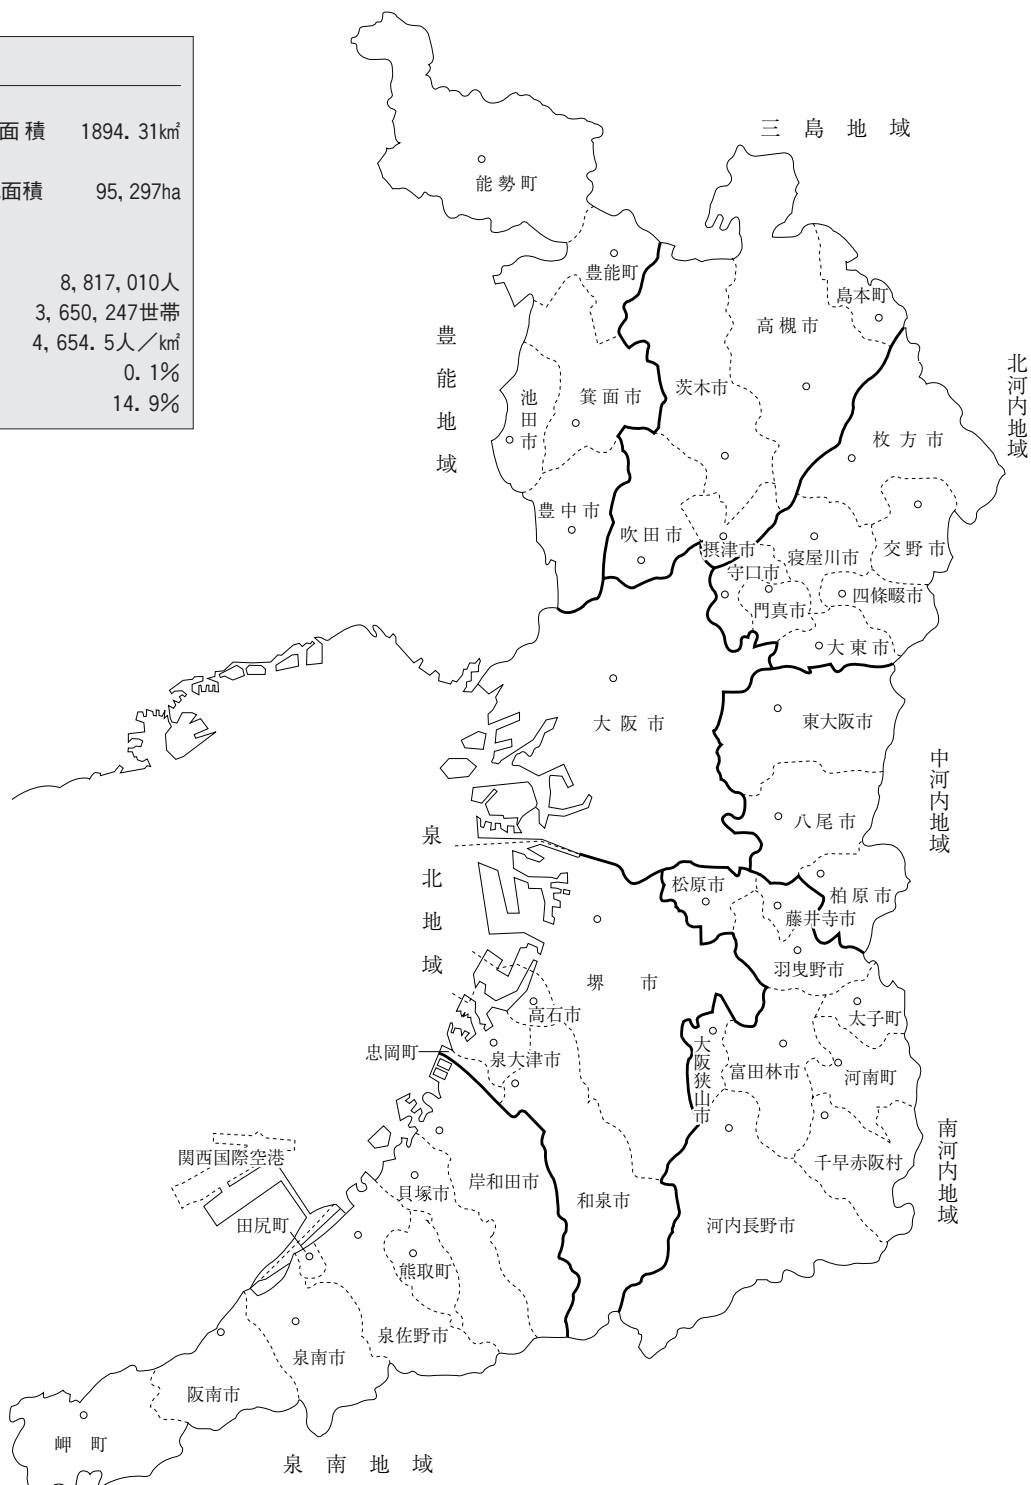 面 積 1894. 31㎢
面積 95, 297ha
8, 817, 010人
3, 650, 247世帯
4, 654. 5人／㎢
0. 1％
14. 9％
三 島 地 域
能 勢 町
豊能町
島本町
高 槻 市
豊能地域
北河内地域
茨木市
箕 面 市
池田市
枚 方 市
豊 中 市
吹 田 市
摂津市
寝屋川市
交 野 市
守口市
四條畷市
門真市
大 東 市
大 阪 市
東大阪市
中河内地域
八 尾 市
泉北地域
松原市
柏 原 市
藤井寺市
羽曳野市
堺 市
高石市
太子町
忠岡町
泉大津市
大阪狭山市
富田林市
河南町
南河内地域
関西国際空港
千早赤阪村
岸和田市
貝塚市
和泉市
田尻町
河内長野市
熊取町
泉佐野市
泉南市
阪南市
岬 町
泉 南 地 域